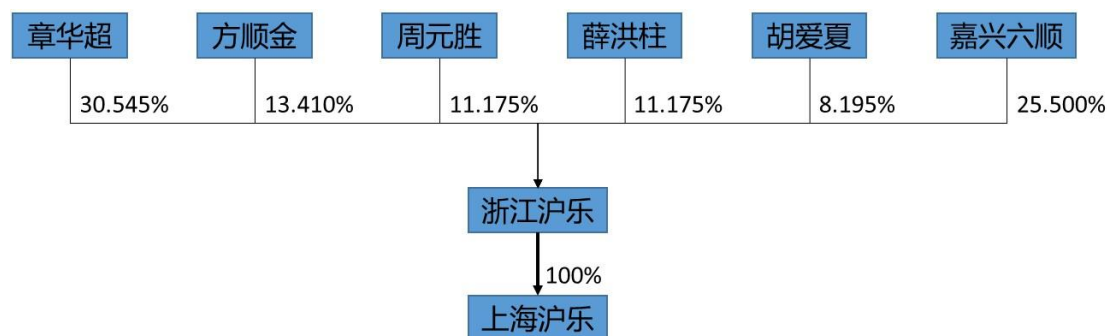 章华超 方顺金 周元胜 薛洪柱 胡爱夏 嘉兴六顺
30.545% 13.410% 11.175% 11.175% 8.195% 25.500%
浙江沪乐
100%
上海沪乐